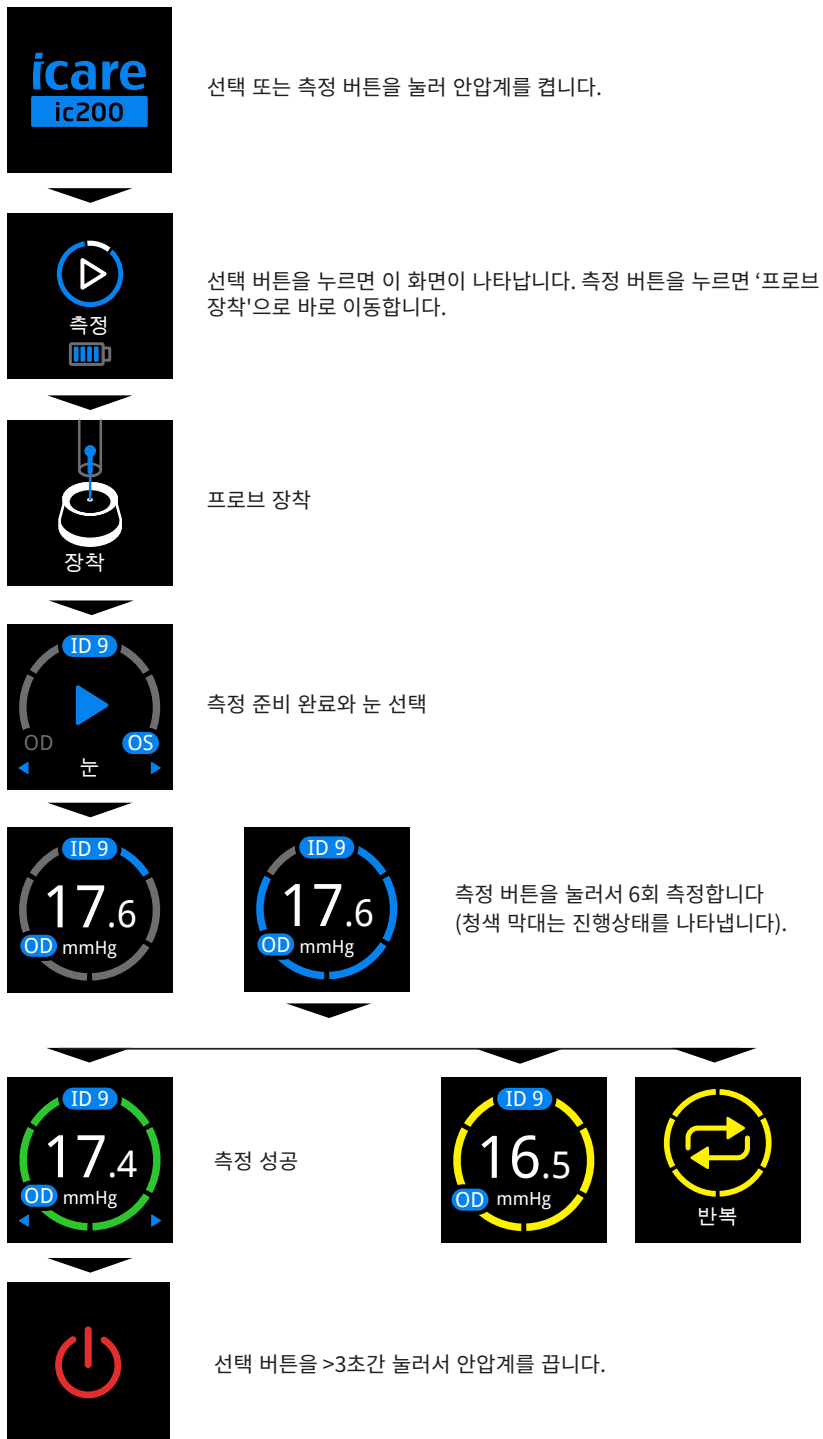 icare
ic200
선택 또는 측정 버튼을 눌러 안압계를 켭니다.
측정
선택 버튼을 누르면 이 화면이 나타납니다. 측정 버튼을 누르면 ‘프로브
장착'으로 바로 이동합니다.
장착
프로브 장착
ID 9
OD
OS
눈
측정 준비 완료와 눈 선택
ID 9
17.6
OD mmHg
ID 9
17.6
OD mmHg
측정 버튼을 눌러서 6회 측정합니다
(청색 막대는 진행상태를 나타냅니다).
ID 9
17.4
OD mmHg
측정 성공
ID 9
16.5
OD mmHg
반복
선택 버튼을 >3초간 눌러서 안압계를 끕니다.